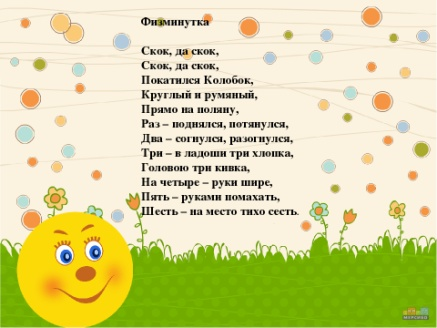 Физминутка
Скок, да скок,
Скок, да скок,
Покатился Колобок,
Круглый и румяный,
Прямо на поляну,
Раз – поднялся, потянулся,
Два – согнулся, разогнулся,
Три – в ладоши три хлопка,
Головою три кивка,
На четыре – руки шире,
Пять – руками помахать,
Шесть – на место тихо сесть.